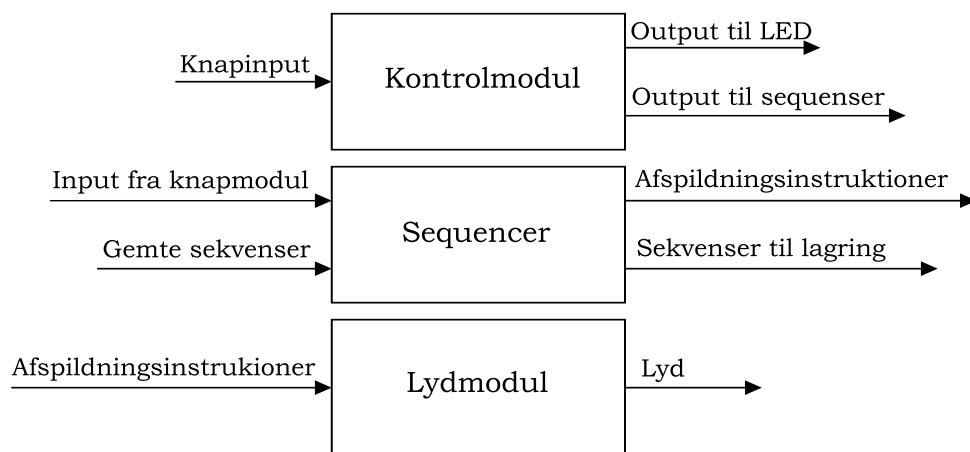 Knapinput
Kontrolmodul
Output til LED
Output til sequenser
Input fra knapmodul
Gemte sekvenser
Sequencer
Afspildningsinstruktioner
Sekvenser til lagring
Afspildningsinstrukioner
Lydmodul
Lyd